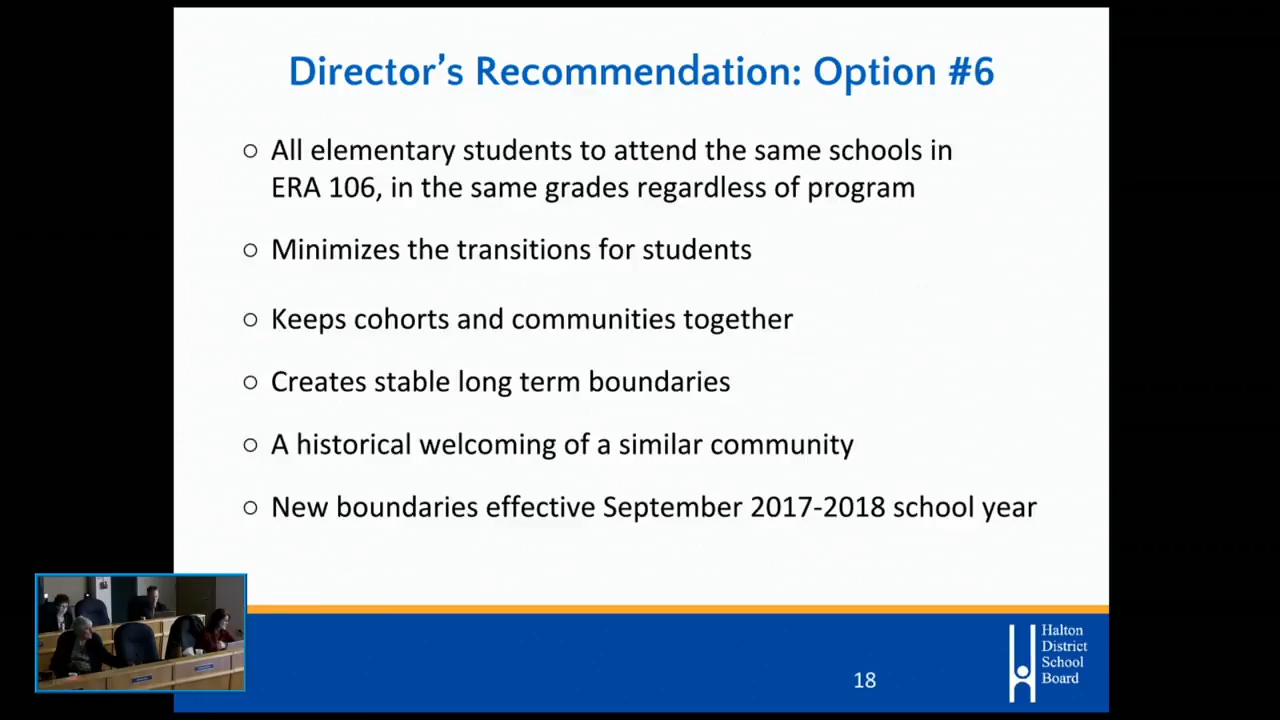 Director's Recommendation: Option #6
○ All elementary students to attend the same schools in
ERA 106, in the same grades regardless of program
○ Minimizes the transitions for students
○ Keeps cohorts and communities together
○ Creates stable long term boundaries
○ A historical welcoming of a similar community
○ New boundaries effective September 2017-2018 school year
18
Halton
District
School
Board